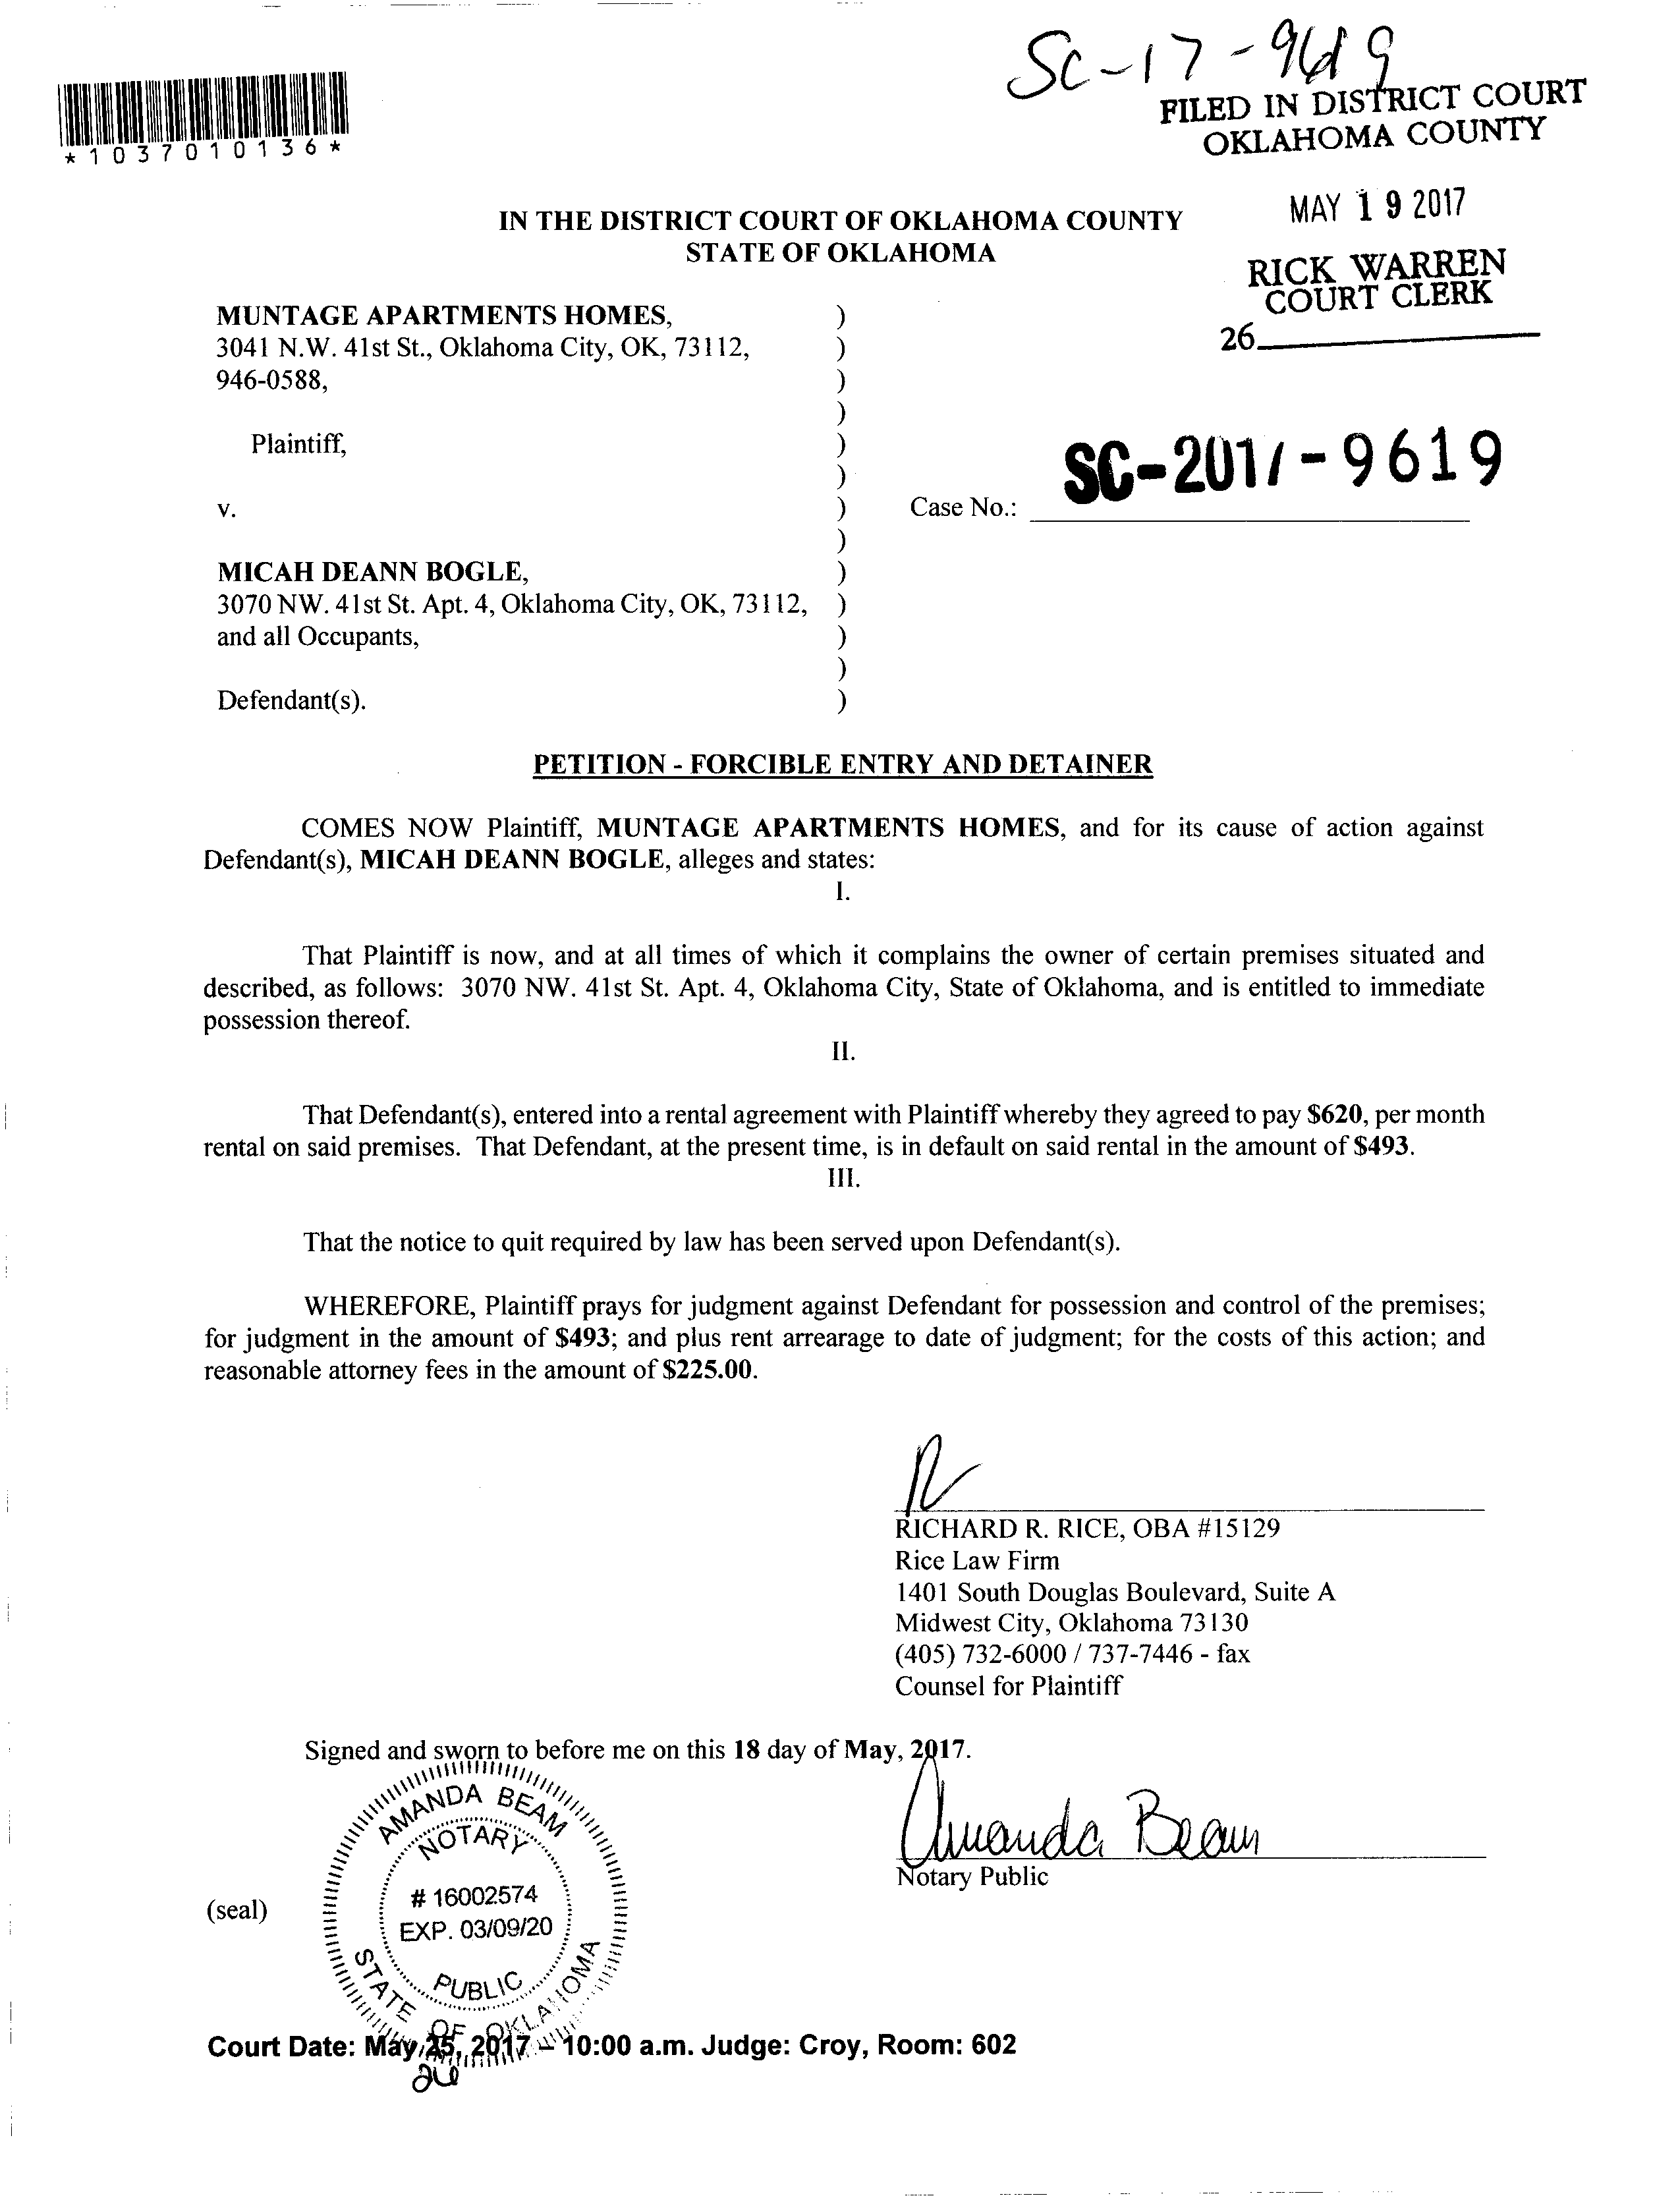 SC-17-9619
FILED IN DISTRICT COURT
OKLAHOMA COUNTY
*1037010136*
MAY 19 2017
IN THE DISTRICT COURT OF OKLAHOMA COUNTY
STATE OF OKLAHOMA
RICK WARREN
COURT CLERK
26
MUNTAGE APARTMENTS HOMES, )
3041 N.W. 41st St., Oklahoma City, OK, 73112, )
946-0588, )
)
Plaintiff, )
)
v. ) Case No.: SC-2017-9619
)
MICAH DEANN BOGLE, )
3070 NW. 41st St. Apt. 4, Oklahoma City, OK, 73112, )
and all Occupants, )
)
Defendant(s). )
PETITION - FORCIBLE ENTRY AND DETAINER
COMES NOW Plaintiff, MUNTAGE APARTMENTS HOMES, and for its cause of action against
Defendant(s), MICAH DEANN BOGLE, alleges and states:
I.
That Plaintiff is now, and at all times of which it complains the owner of certain premises situated and
described, as follows: 3070 NW. 41st St. Apt. 4, Oklahoma City, State of Oklahoma, and is entitled to immediate
possession thereof.
II.
That Defendant(s), entered into a rental agreement with Plaintiff whereby they agreed to pay $620, per month
rental on said premises. That Defendant, at the present time, is in default on said rental in the amount of $493.
III.
That the notice to quit required by law has been served upon Defendant(s).
WHEREFORE, Plaintiff prays for judgment against Defendant for possession and control of the premises;
for judgment in the amount of $493; and plus rent arrearage to date of judgment; for the costs of this action; and
reasonable attorney fees in the amount of $225.00.
RICHARD R. RICE, OBA #15129
Rice Law Firm
1401 South Douglas Boulevard, Suite A
Midwest City, Oklahoma 73130
(405) 732-6000 / 737-7446 - fax
Counsel for Plaintiff
Signed and sworn to before me on this 18 day of May, 2017.
Amanda Beam
Notary Public
(seal)
AMANDA BEAM
NOTARY
# 16002574
EXP. 03/09/20
PUBLIC
STATE OF OKLAHOMA
Court Date: May 25, 2017 - 10:00 a.m. Judge: Croy, Room: 602
26